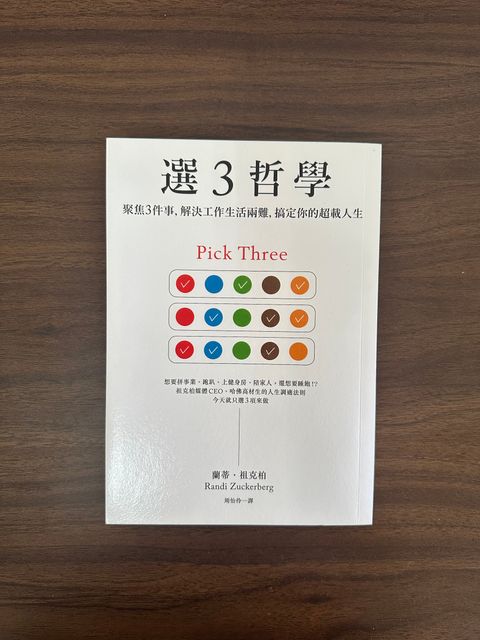 選3哲學
聚焦3件事,解決工作生活兩難,搞定你的超載人生
Pick Three
想要拼事業、跑趴、上健身房、陪家人,還想要睡飽!?
祖克柏媒體CEO、哈佛高材生的人生調適法則
今天就只選3項來做
蘭蒂・祖克柏
Randi Zuckerberg
周怡伶一譯